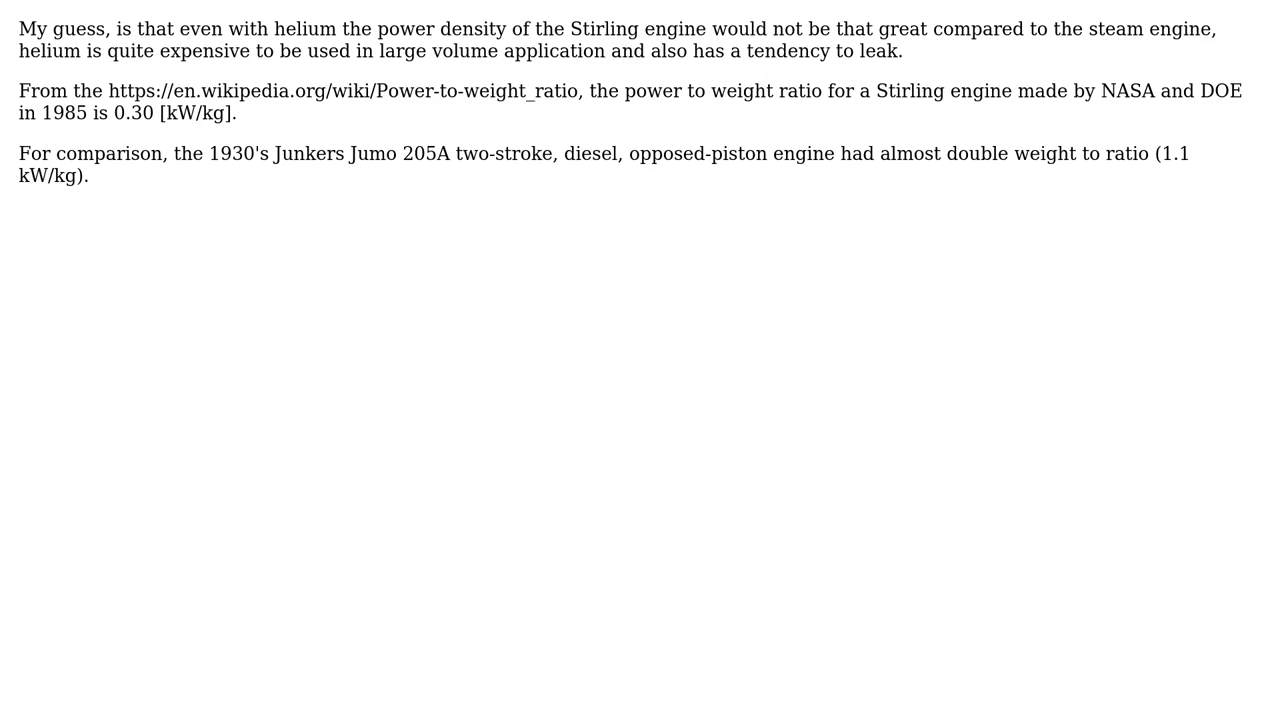 My guess, is that even with helium the power density of the Stirling engine would not be that great compared to the steam engine,
helium is quite expensive to be used in large volume application and also has a tendency to leak.
From the https://en.wikipedia.org/wiki/Power-to-weight_ratio, the power to weight ratio for a Stirling engine made by NASA and DOE
in 1985 is 0.30 [kW/kg].
For comparison, the 1930's Junkers Jumo 205A two-stroke, diesel, opposed-piston engine had almost double weight to ratio (1.1
kW/kg).